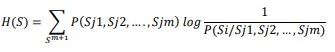 H(S) = ∑ P(Sj1, Sj2, …., Sjm) log 1 / P(Si/Sj1, Sj2, …, Sjm)
S^{m+1}